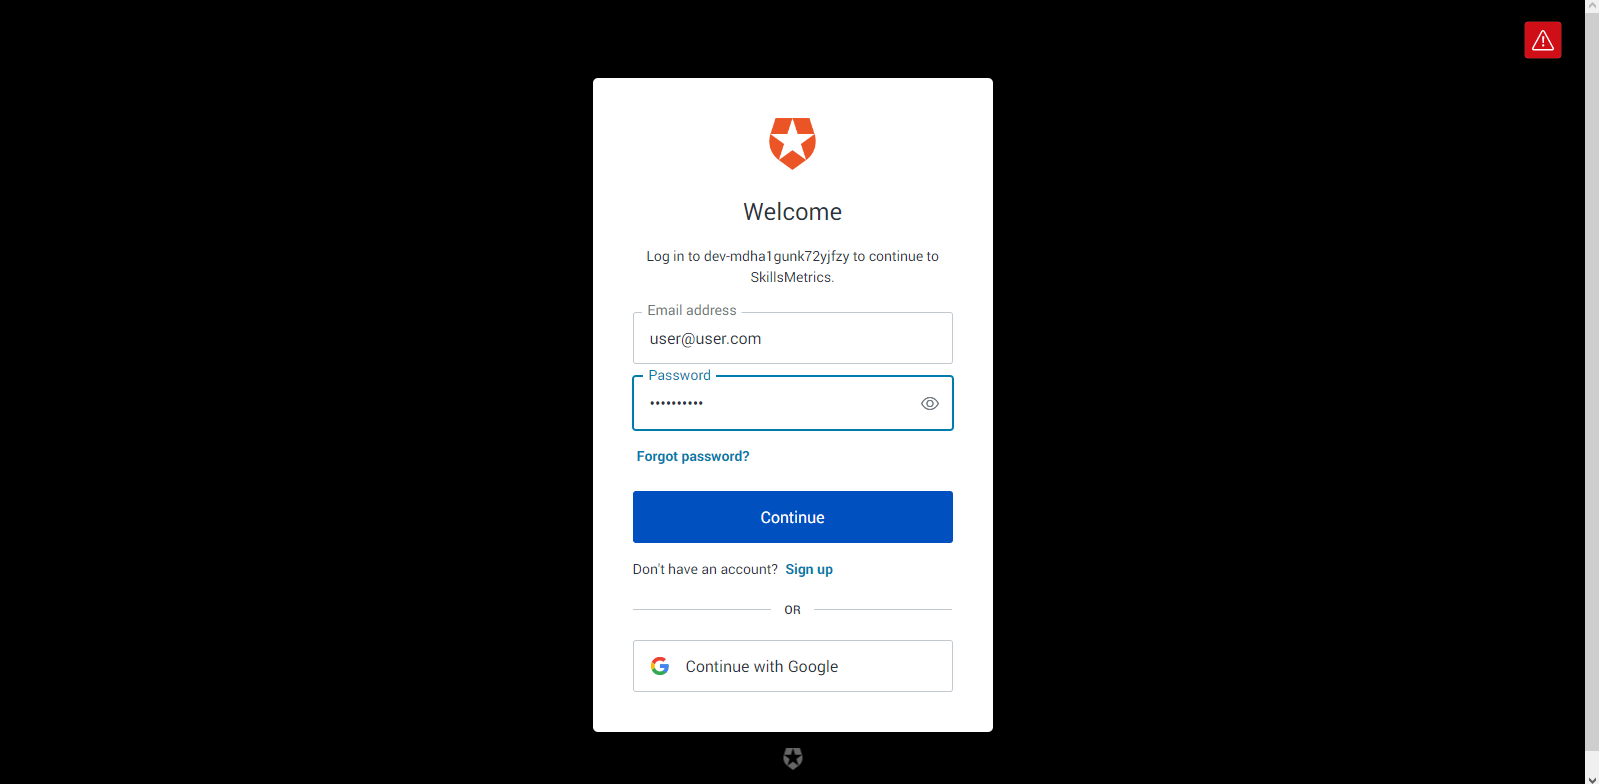 Welcome
Log in to dev-mdha1gunk72yjfzy to continue to
SkillsMetrics.
Email address
user@user.com
Password
••••••••••
Forgot password?
Continue
Don't have an account? Sign up
OR
Continue with Google